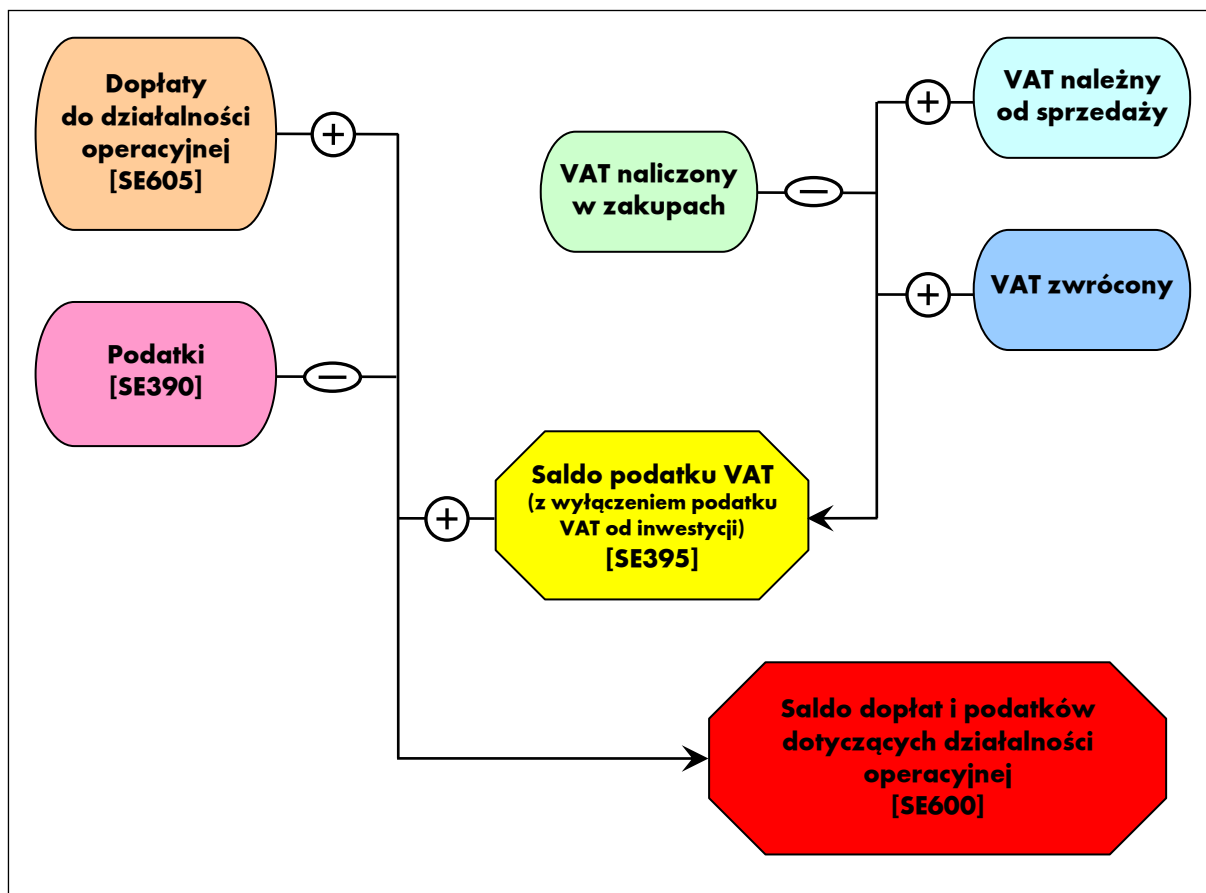 Dopłaty
do działalności
operacyjnej
[SE605]
+
VAT należny
od sprzedaży
+
VAT naliczony
w zakupach
−
VAT zwrócony
+
Podatki
[SE390]
−
Saldo podatku VAT
(z wyłączeniem podatku
VAT od inwestycji)
[SE395]
+
Saldo dopłat i podatków
dotyczących działalności
operacyjnej
[SE600]